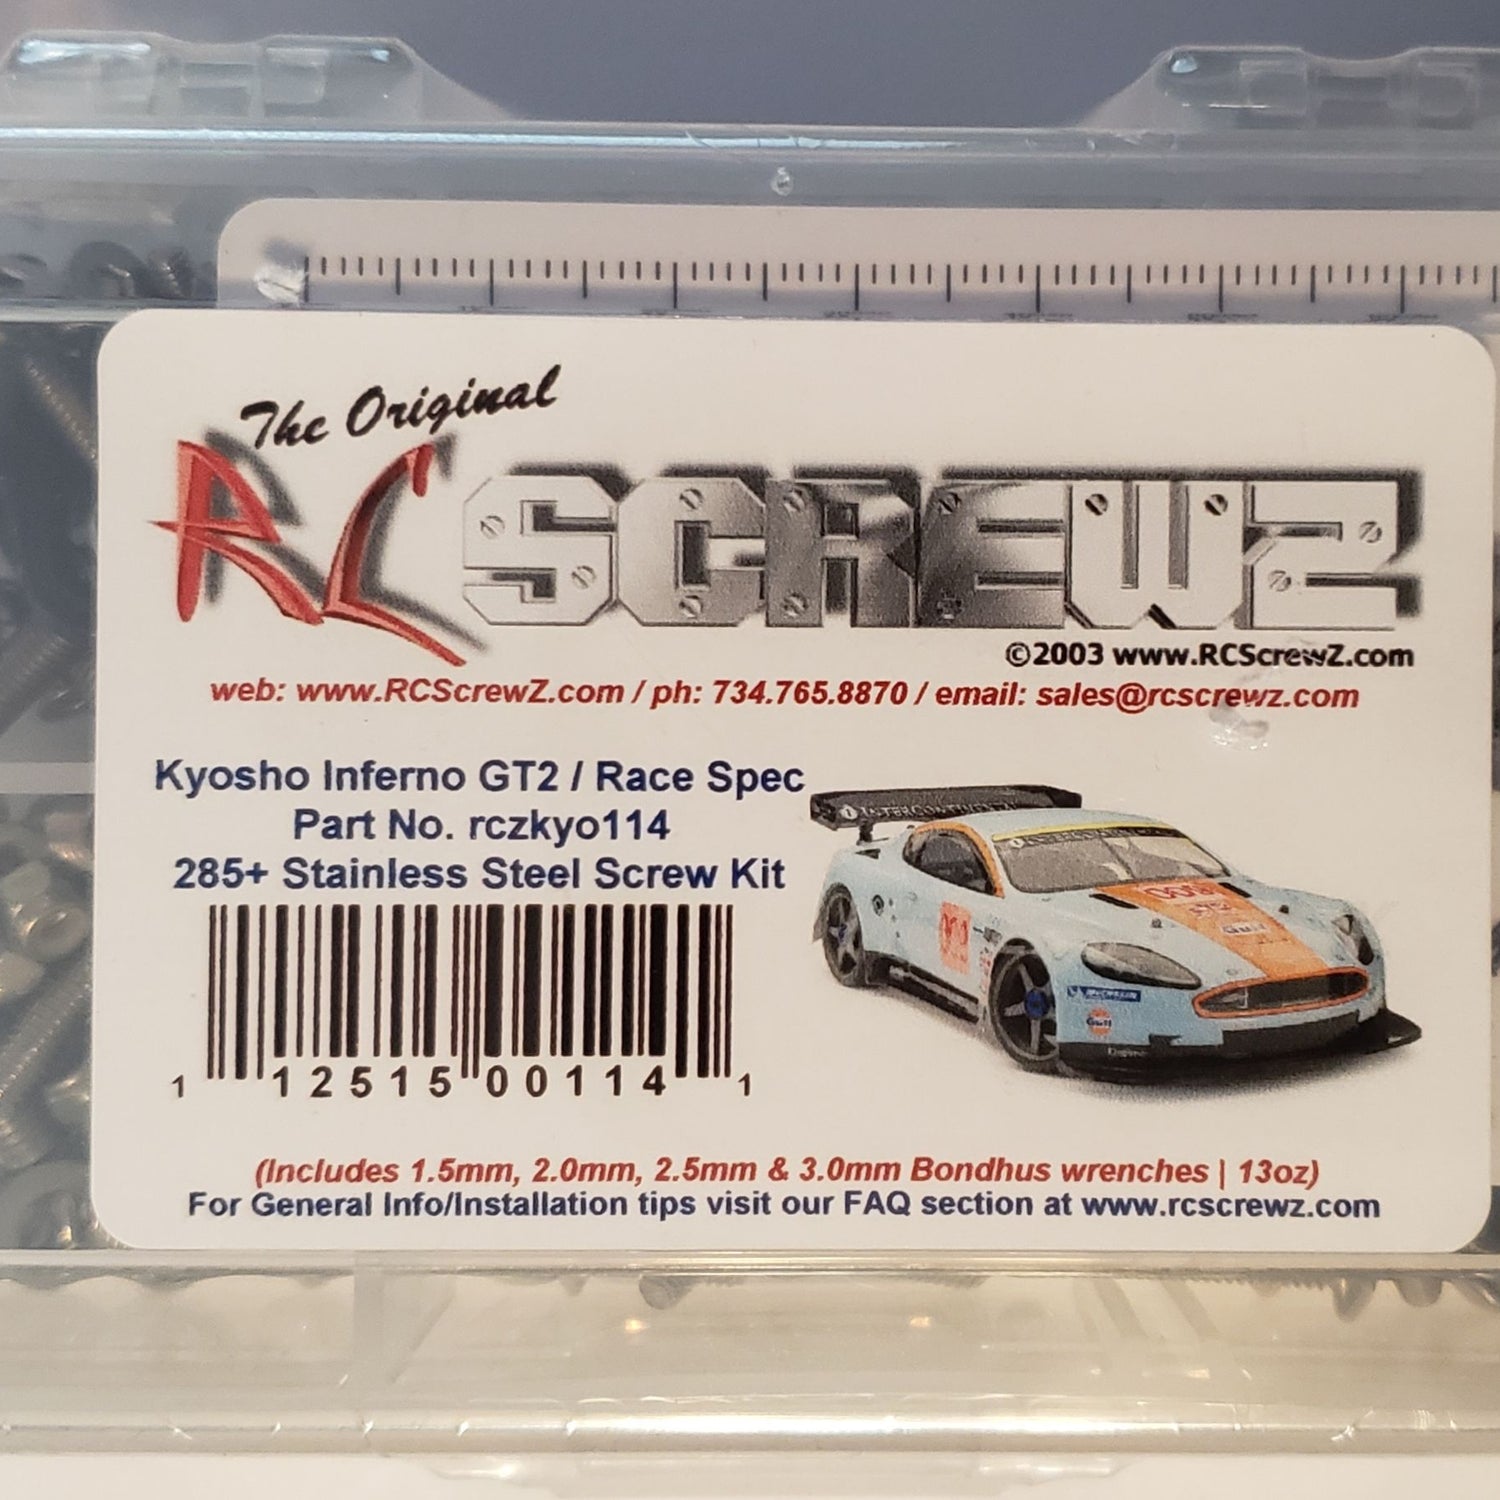 The Original
RC SCREWZ
©2003 www.RCScrewZ.com
web: www.RCScrewZ.com / ph: 734.765.8870 / email: sales@rcscrewz.com
Kyosho Inferno GT2 / Race Spec
Part No. rczkyo114
285+ Stainless Steel Screw Kit
1 12515 00114 1
MICHELIN
Gulf
(Includes 1.5mm, 2.0mm, 2.5mm & 3.0mm Bondhus wrenches | 13oz)
For General Info/Installation tips visit our FAQ section at www.rcscrewz.com